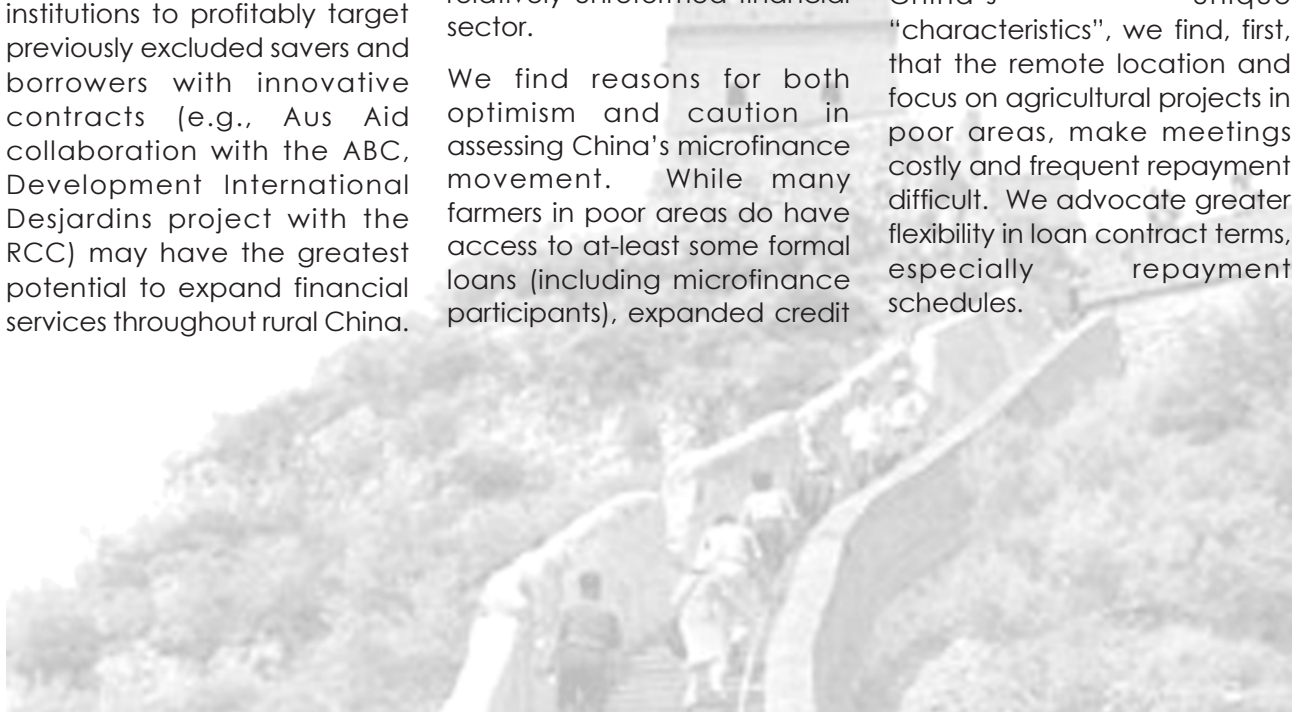 institutions to profitably target
previously excluded savers and
borrowers with innovative
contracts (e.g., Aus Aid
collaboration with the ABC,
Development International
Desjardins project with the
RCC) may have the greatest
potential to expand financial
services throughout rural China.
relatively unreformed financial
sector.
We find reasons for both
optimism and caution in
assessing China’s microfinance
movement. While many
farmers in poor areas do have
access to at-least some formal
loans (including microfinance
participants), expanded credit
China’s unique
“characteristics”, we find, first,
that the remote location and
focus on agricultural projects in
poor areas, make meetings
costly and frequent repayment
difficult. We advocate greater
flexibility in loan contract terms,
especially repayment
schedules.